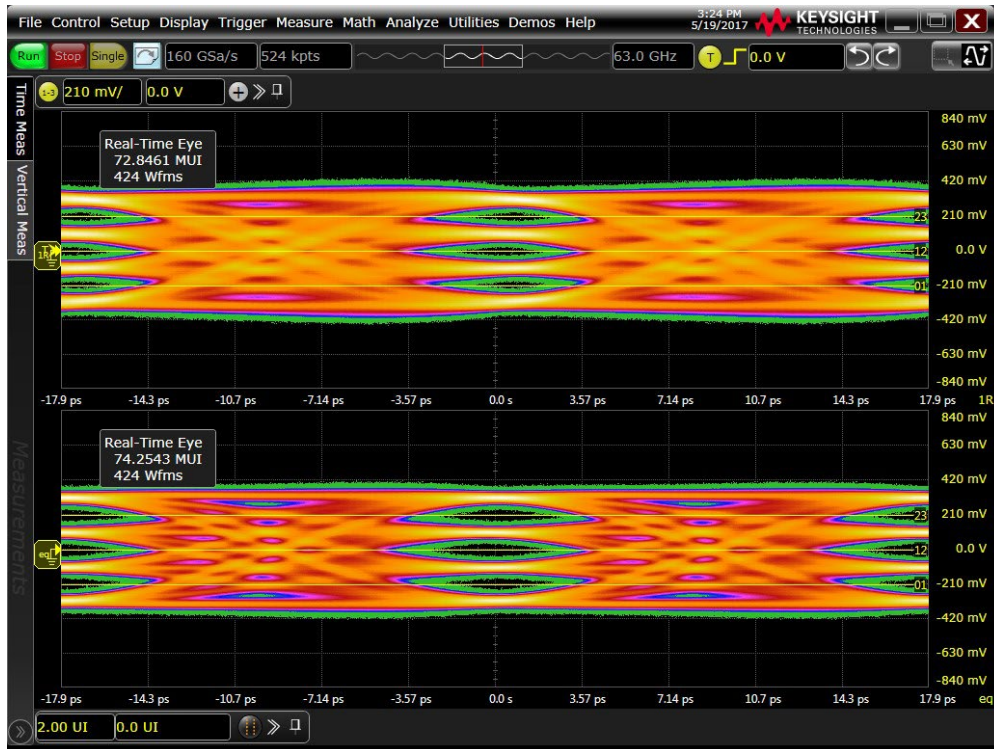 File Control Setup Display Trigger Measure Math Analyze Utilities Demos Help
3:24 PM
5/19/2017
KEYSIGHT
TECHNOLOGIES
Run Stop Single 160 GSa/s 524 kpts 63.0 GHz T 0.0 V
Time Meas
Vertical Meas
Measurements
1-3 210 mV/ 0.0 V
Real-Time Eye
72.8461 MUI
424 Wfms
840 mV
630 mV
420 mV
23 210 mV
12 0.0 V
01 -210 mV
-420 mV
-630 mV
-840 mV
-17.9 ps -14.3 ps -10.7 ps -7.14 ps -3.57 ps 0.0 s 3.57 ps 7.14 ps 10.7 ps 14.3 ps 17.9 ps 1R
Real-Time Eye
74.2543 MUI
424 Wfms
840 mV
630 mV
420 mV
23 210 mV
eq 12 0.0 V
01 -210 mV
-420 mV
-630 mV
-840 mV
-17.9 ps -14.3 ps -10.7 ps -7.14 ps -3.57 ps 0.0 s 3.57 ps 7.14 ps 10.7 ps 14.3 ps 17.9 ps eq
2.00 UI 0.0 UI